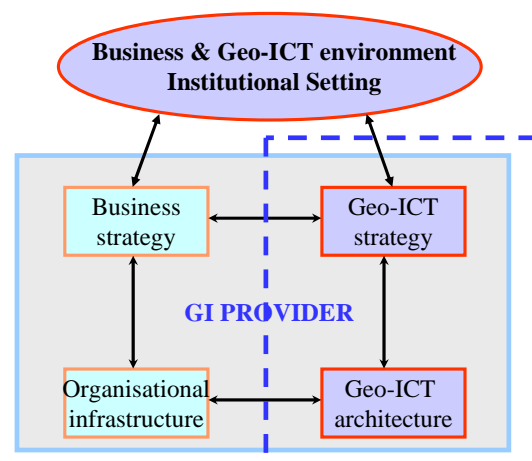 Business & Geo-ICT environment
Institutional Setting
Business
strategy
Geo-ICT
strategy
GI PROVIDER
Organisational
infrastructure
Geo-ICT
architecture